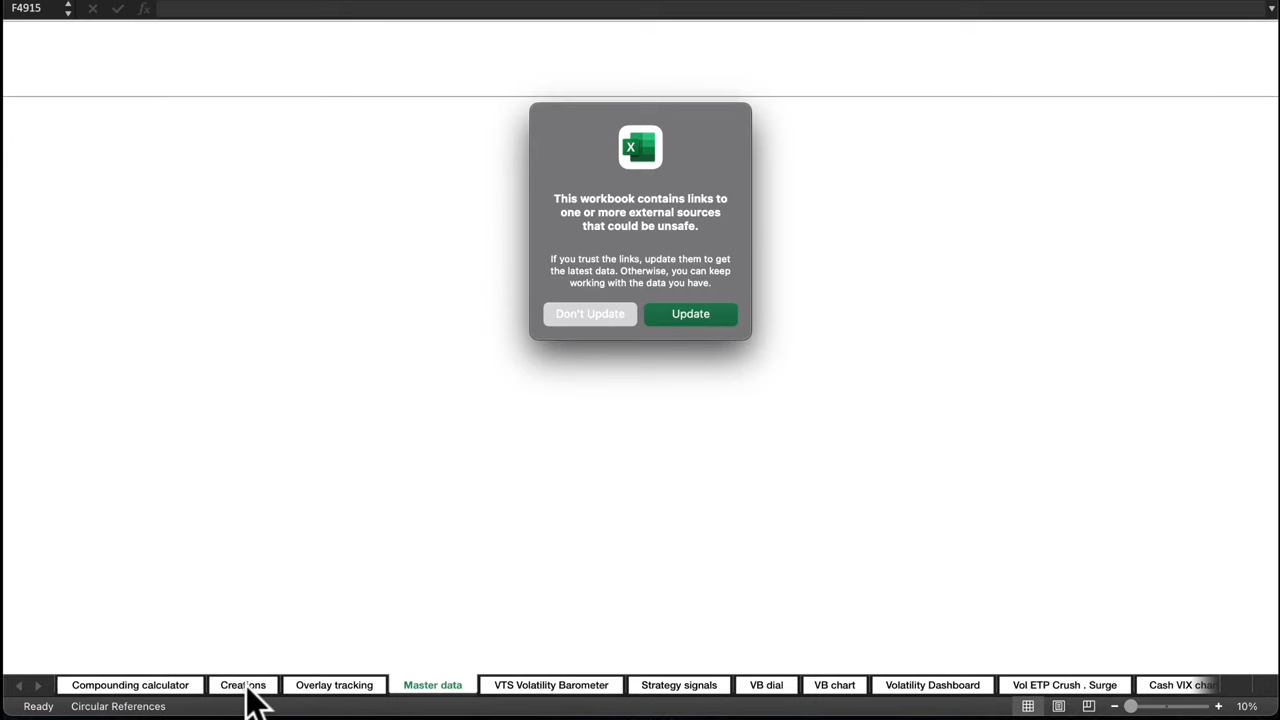 F4915
fx
X
This workbook contains links to
one or more external sources
that could be unsafe.
If you trust the links, update them to get
the latest data. Otherwise, you can keep
working with the data you have.
Don't Update
Update
Compounding calculator
Creations
Overlay tracking
Master data
VTS Volatility Barometer
Strategy signals
VB dial
VB chart
Volatility Dashboard
Vol ETP Crush . Surge
Cash VIX
Ready
Circular References
10%